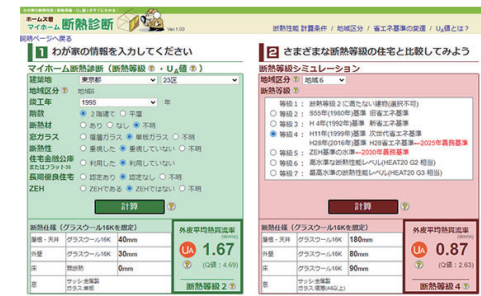 ホームズ君
マイホーム 断熱診断 Ver 1.03
断熱性能 計算条件 / 地域区分 / 省エネ基準の変遷 / UA値とは?
説明ページへ戻る
1 わが家の情報を入力してください
マイホーム断熱診断(断熱等級 ・UA値)
建築地 東京都 23区
地域区分 地域6
竣工年 1995 年
階数 2階建て 平屋 不明
断熱材 あり なし 不明
窓ガラス 複層ガラス 単板ガラス 不明
断熱性 重視した 重視していない 不明
住宅金融公庫 利用した 利用していない
またはフラット35
長期優良住宅 認定あり 認定なし 不明
ZEH ZEHである ZEHではない 不明
計算
断熱仕様(グラスウール16Kを想定)
屋根・天井 グラスウール16K 40mm
外壁 グラスウール16K 30mm
床 無断熱 0mm
窓 サッシ:金属製
ガラス:単板
外皮平均熱貫流率
UA 1.67
(Q値:4.69)
断熱等級 2
2 さまざまな断熱等級の住宅と比較してみよう
断熱等級シミュレーション
地域区分 地域6
断熱等級
等級1: 断熱等級2に満たない建物(選択不可)
等級2: S55年(1980年)基準 旧省エネ基準
等級3: H 4年(1992年)基準 新省エネ基準
等級4: H11年(1999年)基準 次世代省エネ基準
H28年(2016年)基準 H28省エネ基準←2025年義務基準
等級5: ZEH基準の水準←2030年義務基準
等級6: 高水準な断熱性能レベル(HEAT20 G2 相当)
等級7: 最高水準の断熱性能レベル(HEAT20 G3 相当)
計算
断熱仕様(グラスウール16Kを想定)
屋根・天井 グラスウール16K 180mm
外壁 グラスウール16K 80mm
床 グラスウール16K 90mm
窓 サッシ:金属製
外皮平均熱貫流率
UA 0.87
(Q値:2.63)
断熱等級 4